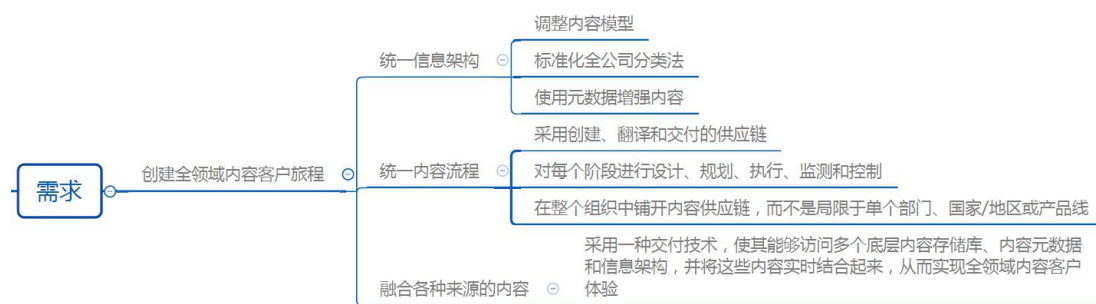 需求
创建全领域内容客户旅程
统一信息架构
调整内容模型
标准化全公司分类法
使用元数据增强内容
统一内容流程
采用创建、翻译和交付的供应链
对每个阶段进行设计、规划、执行、监测和控制
在整个组织中铺开内容供应链，而不是局限于单个部门、国家/地区或产品线
融合各种来源的内容
采用一种交付技术，使其能够访问多个底层内容存储库、内容元数据
和信息架构，并将这些内容实时结合起来，从而实现全领域内容客户
体验